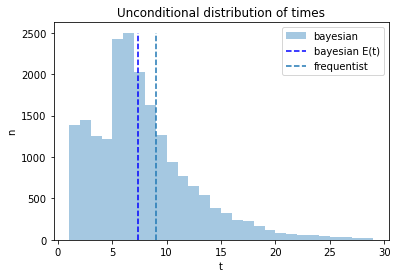 Unconditional distribution of times
bayesian
bayesian E(t)
frequentist
2500
2000
1500
1000
500
0
n
0 5 10 15 20 25 30
t